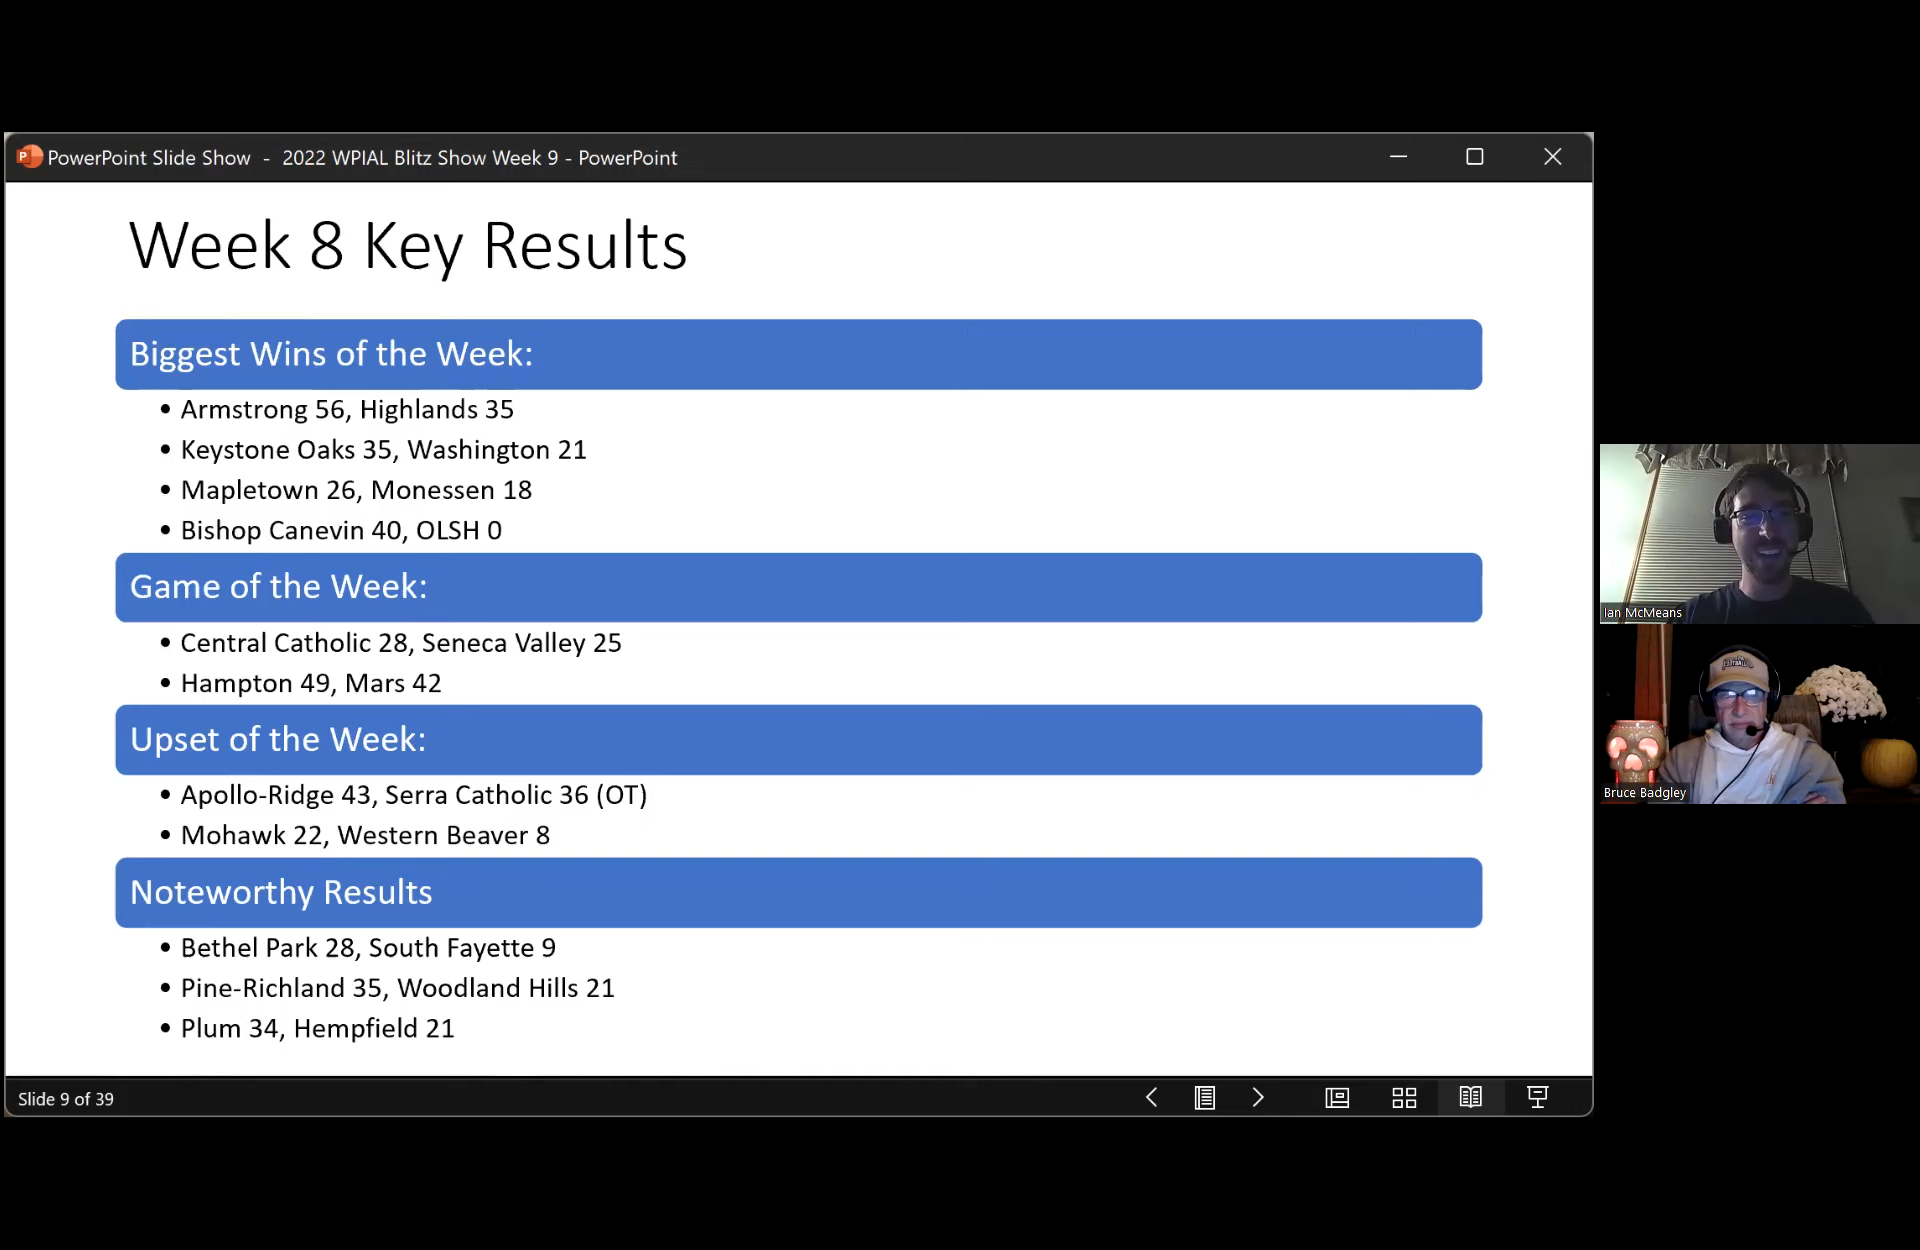 PowerPoint Slide Show - 2022 WPIAL Blitz Show Week 9 - PowerPoint
Week 8 Key Results
Biggest Wins of the Week:
• Armstrong 56, Highlands 35
• Keystone Oaks 35, Washington 21
• Mapletown 26, Monessen 18
• Bishop Canevin 40, OLSH 0
Game of the Week:
• Central Catholic 28, Seneca Valley 25
• Hampton 49, Mars 42
Upset of the Week:
• Apollo-Ridge 43, Serra Catholic 36 (OT)
• Mohawk 22, Western Beaver 8
Noteworthy Results
• Bethel Park 28, South Fayette 9
• Pine-Richland 35, Woodland Hills 21
• Plum 34, Hempfield 21
Slide 9 of 39
Ian McMeans
Bruce Badgley